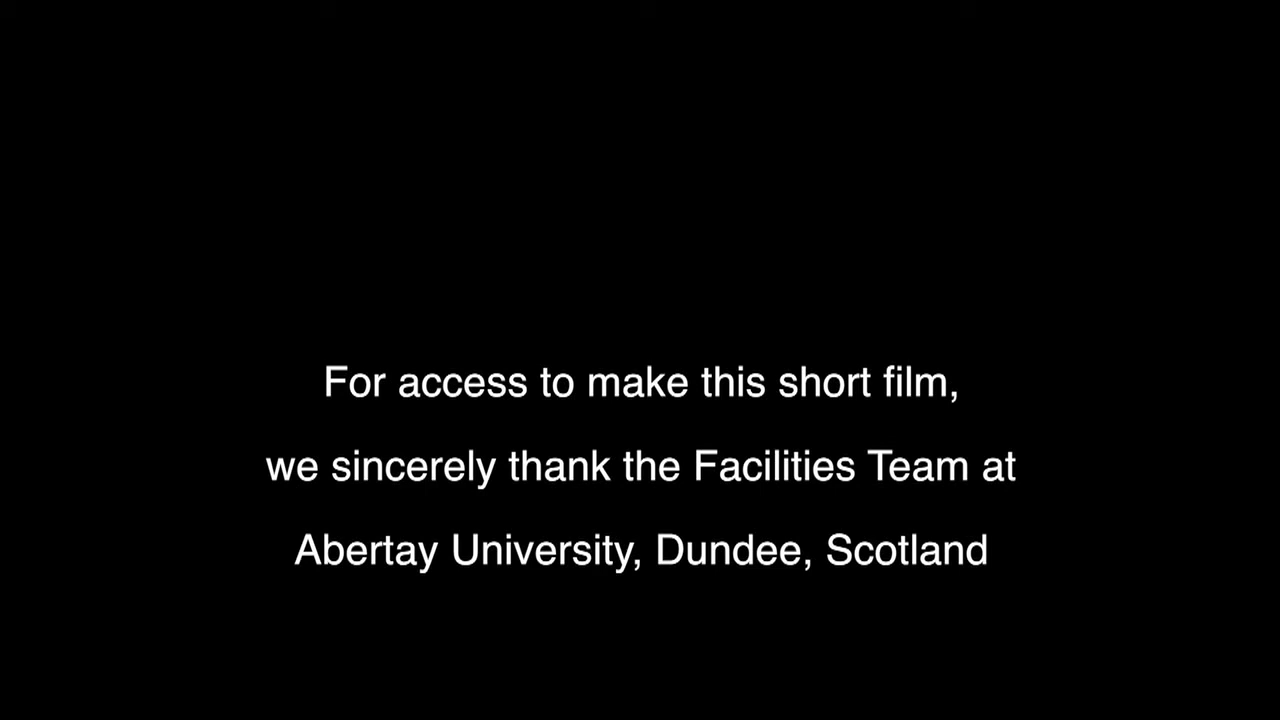 For access to make this short film,
we sincerely thank the Facilities Team at
Abertay University, Dundee, Scotland